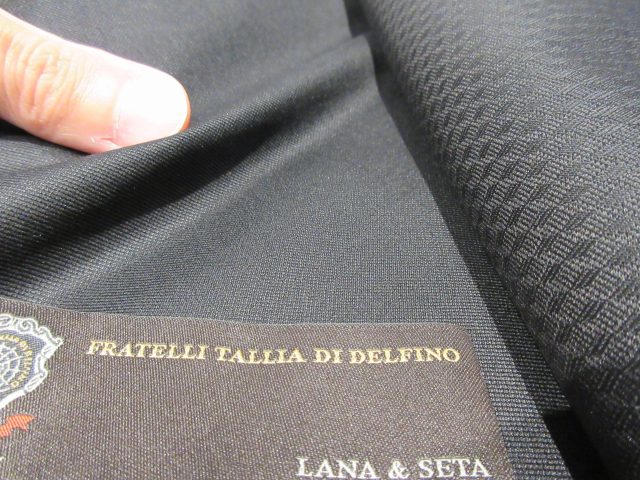 FRATELLI TALLIA DI DELFINO
LANA & SETA